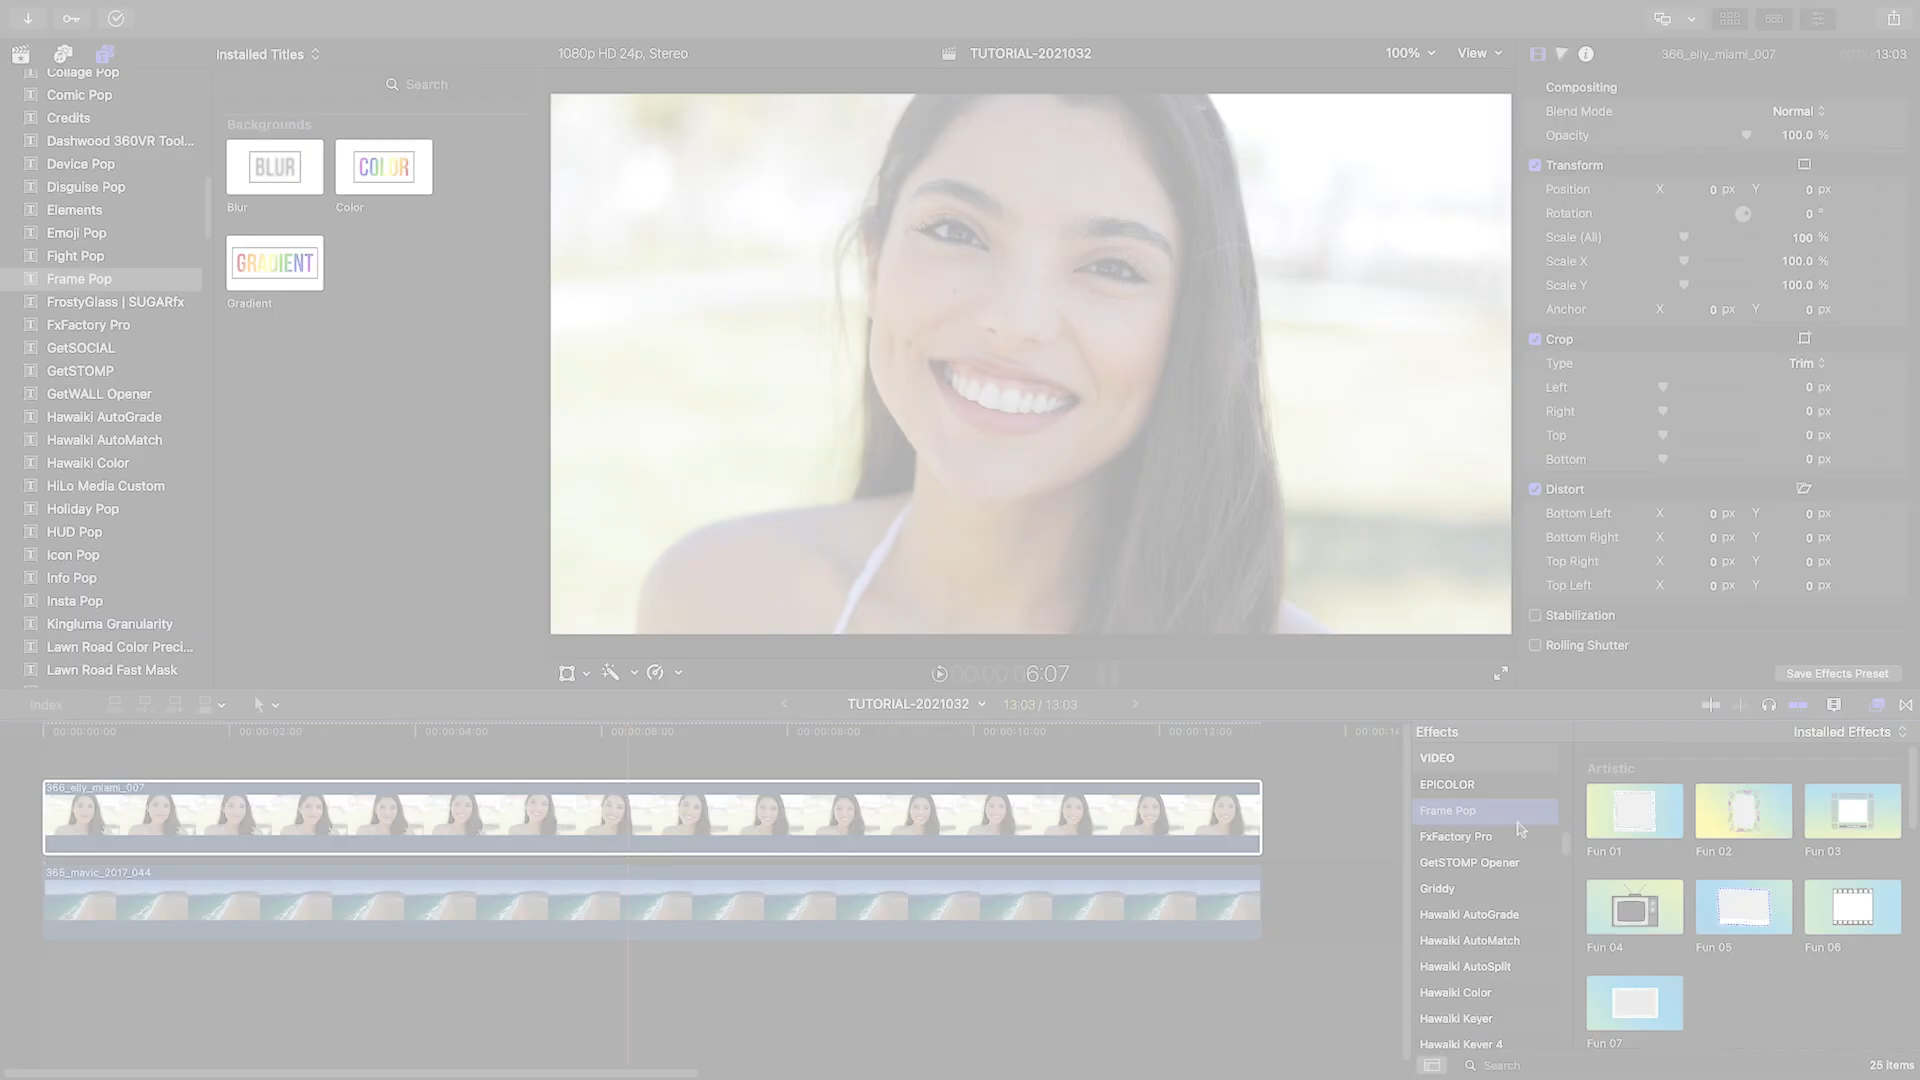 Installed Titles
1080p HD 24p, Stereo
TUTORIAL-2021032
100%
View
366_elly_miami_007
13:03
Collage Pop
Comic Pop
Credits
Dashwood 360VR Tool...
Device Pop
Disguise Pop
Elements
Emoji Pop
Fight Pop
Frame Pop
FrostyGlass | SUGARfx
FxFactory Pro
GetSOCIAL
GetSTOMP
GetWALL Opener
Hawaiki AutoGrade
Hawaiki AutoMatch
Hawaiki Color
HiLo Media Custom
Holiday Pop
HUD Pop
Icon Pop
Info Pop
Insta Pop
Kingluma Granularity
Lawn Road Color Preci...
Lawn Road Fast Mask
Search
Backgrounds
BLUR
COLOR
Blur
Color
GRADIENT
Gradient
Compositing
Blend Mode Normal
Opacity 100.0 %
Transform
Position X 0 px Y 0 px
Rotation 0 °
Scale (All) 100 %
Scale X 100.0 %
Scale Y 100.0 %
Anchor X 0 px Y 0 px
Crop
Type Trim
Left 0 px
Right 0 px
Top 0 px
Bottom 0 px
Distort
Bottom Left X 0 px Y 0 px
Bottom Right X 0 px Y 0 px
Top Right X 0 px Y 0 px
Top Left X 0 px Y 0 px
Stabilization
Rolling Shutter
Save Effects Preset
00:00:06:07
Index
TUTORIAL-2021032
13:03 / 13:03
00:00:00:00
00:00:02:00
00:00:04:00
00:00:06:00
00:00:08:00
00:00:10:00
00:00:12:00
00:00:14
366_elly_miami_007
365_mavic_2017_044
Effects
Installed Effects
VIDEO
EPICOLOR
Frame Pop
FxFactory Pro
GetSTOMP Opener
Griddy
Hawaiki AutoGrade
Hawaiki AutoMatch
Hawaiki AutoSplit
Hawaiki Color
Hawaiki Keyer
Hawaiki Keyer 4
Artistic
Fun 01
Fun 02
Fun 03
Fun 04
Fun 05
Fun 06
Fun 07
Search
25 items